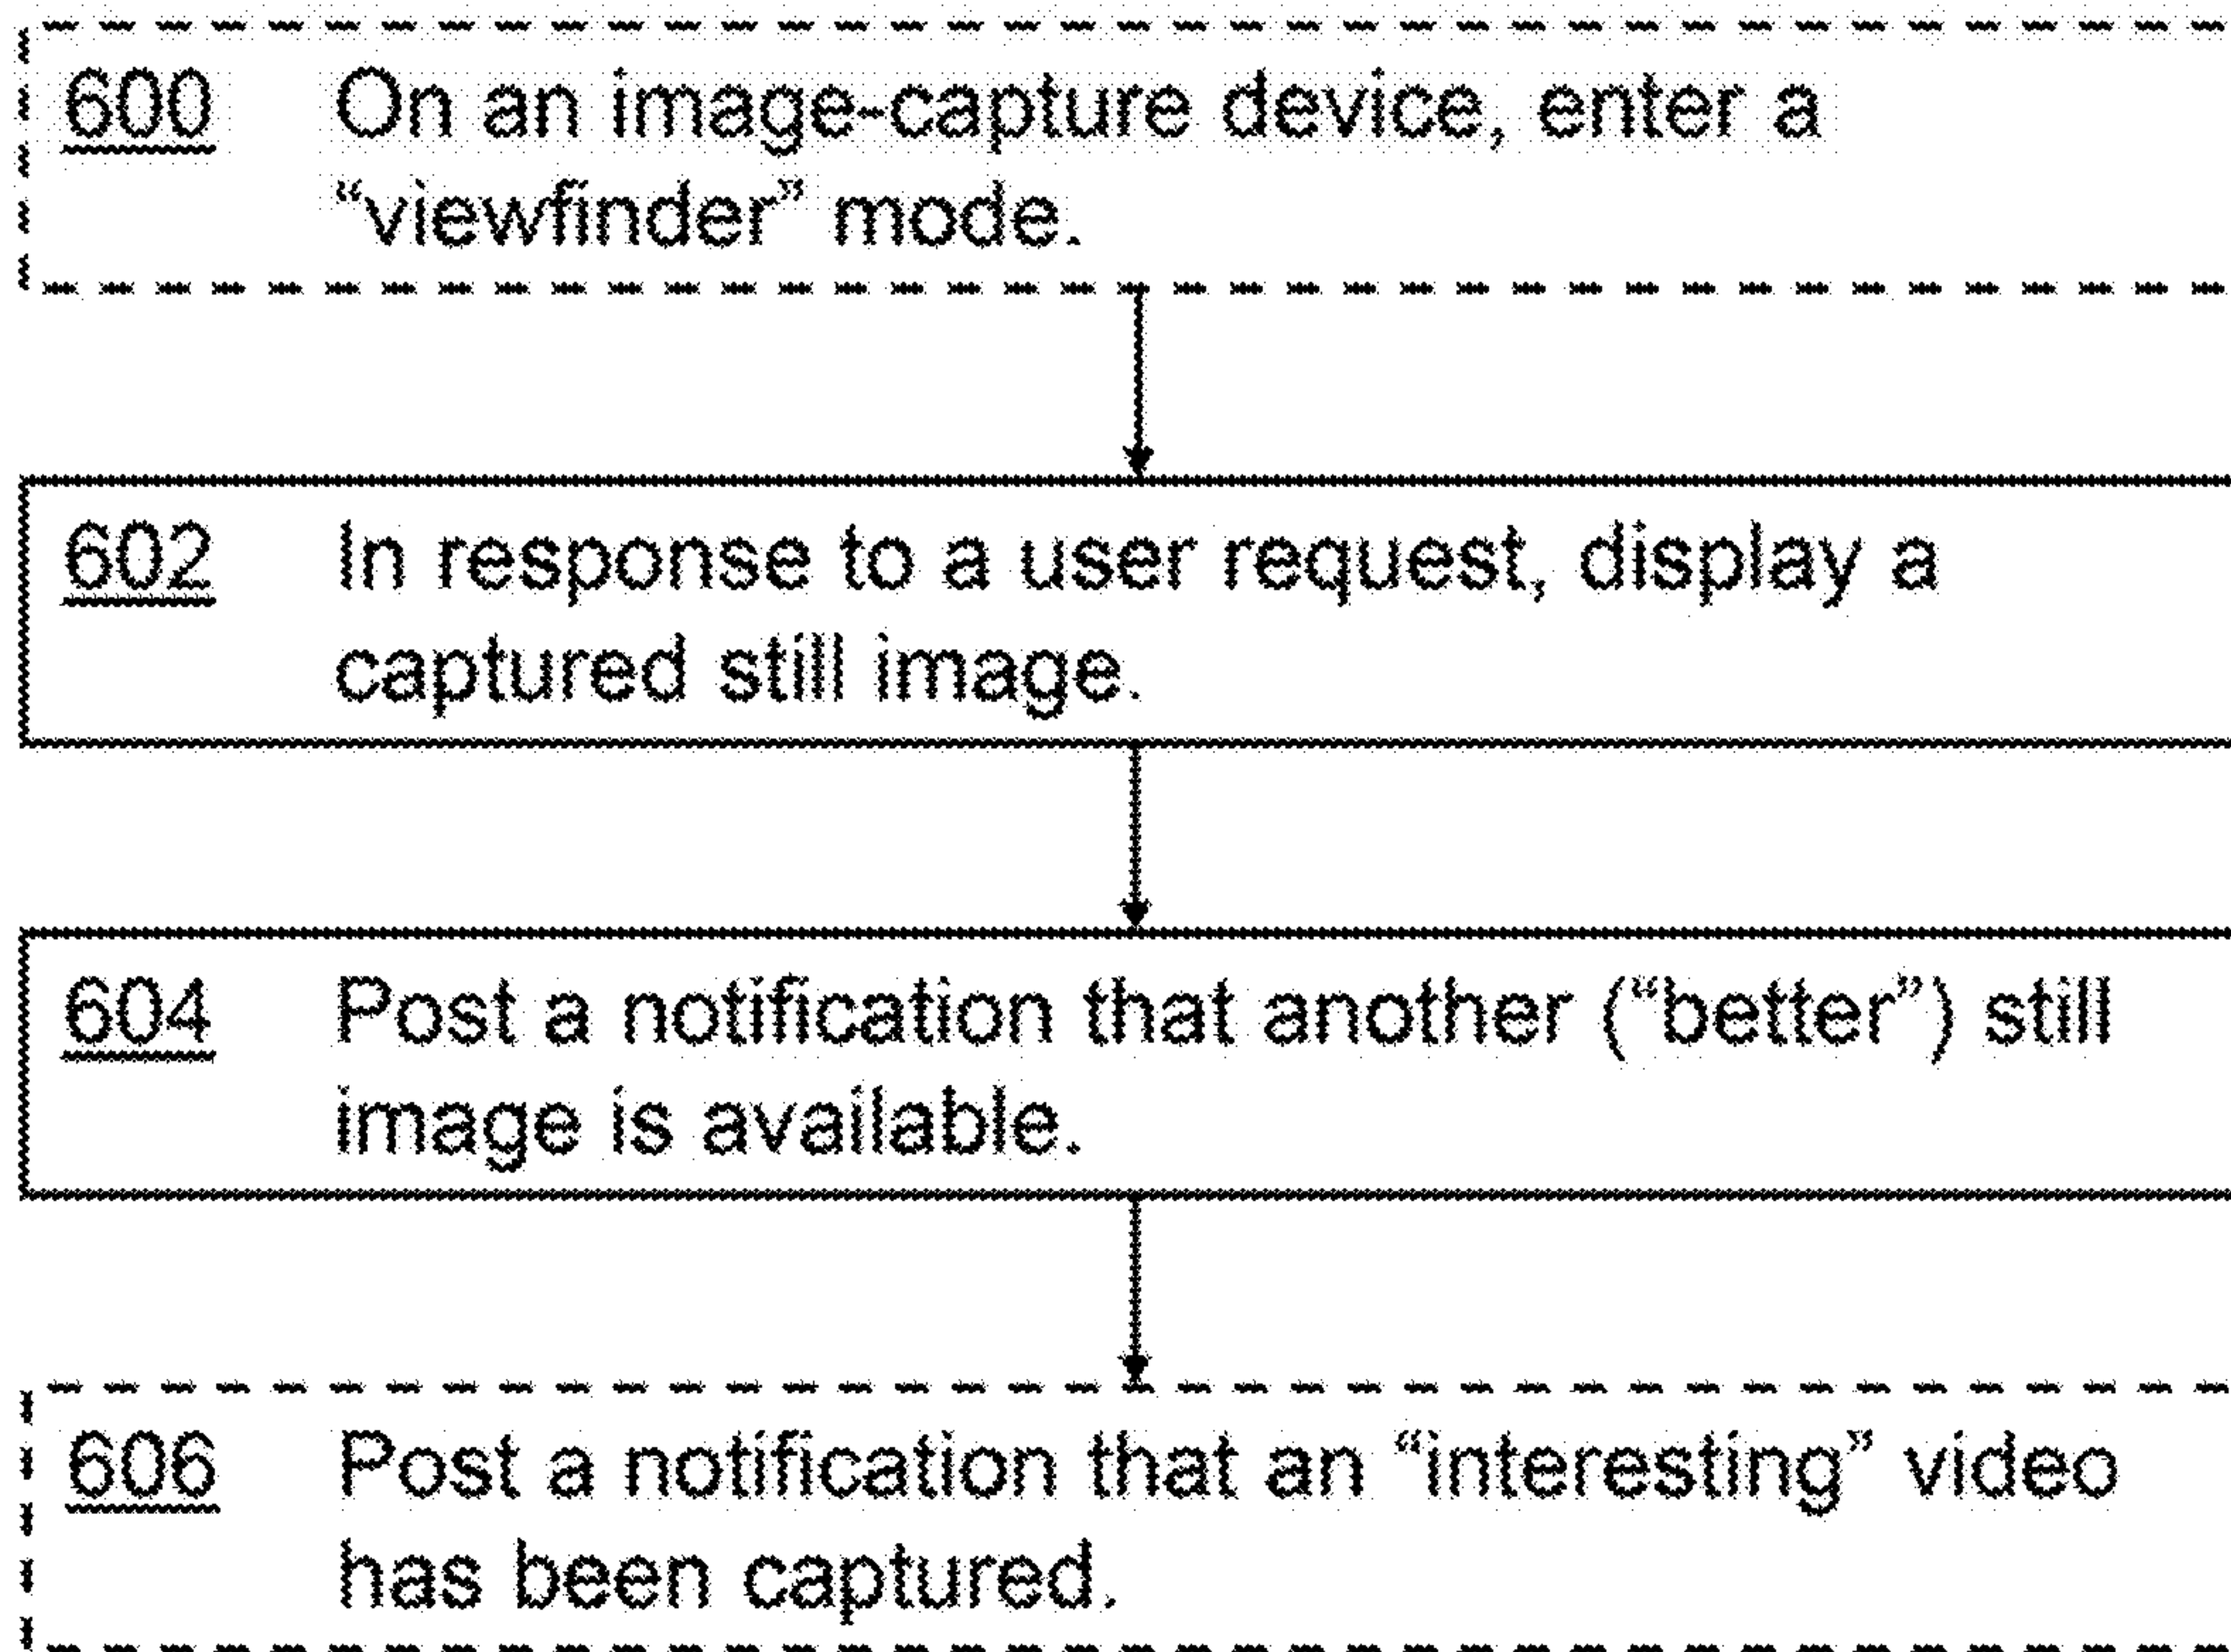 600 On an image-capture device, enter a
“viewfinder” mode.
602 In response to a user request, display a
captured still image.
604 Post a notification that another (“better”) still
image is available.
606 Post a notification that an “interesting” video
has been captured.